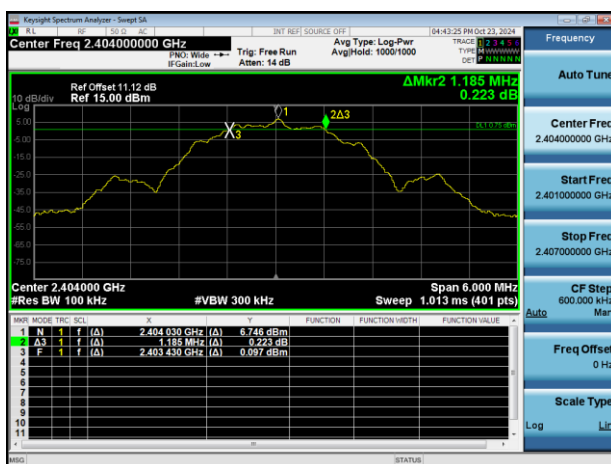 Keysight Spectrum Analyzer - Swept SA
RL RF 50 Ω AC INT REF SOURCE OFF 04:43:25 PM Oct 23, 2024
Center Freq 2.404000000 GHz
PNO: Wide
IFGain:Low
Trig: Free Run
Atten: 14 dB
Avg Type: Log-Pwr
Avg|Hold: 1000/1000
TRACE 1 2 3 4 5 6
TYPE M
DET P N N N N N
Frequency
Auto Tune
Center Freq
2.404000000 GHz
Start Freq
2.401000000 GHz
Stop Freq
2.407000000 GHz
CF Step
600.000 kHz
Auto Man
Freq Offset
0 Hz
Scale Type
Log Lin
ΔMkr2 1.185 MHz
0.223 dB
Ref Offset 11.12 dB
10 dB/div Ref 15.00 dBm
Log
5.00
-5.00
-15.0
-25.0
-35.0
-45.0
-55.0
-65.0
-75.0
1
2Δ3
3
DL1 0.75 dBm
Center 2.404000 GHz Span 6.000 MHz
#Res BW 100 kHz #VBW 300 kHz Sweep 1.013 ms (401 pts)
MKR MODE TRC SCL X Y FUNCTION FUNCTION WIDTH FUNCTION VALUE
1 N 1 f (Δ) 2.404 030 GHz (Δ) 6.746 dBm
2 Δ3 1 f (Δ) 1.185 MHz (Δ) 0.223 dB
3 F 1 f (Δ) 2.403 430 GHz (Δ) 0.097 dBm
4
5
6
7
8
9
10
11
MSG STATUS